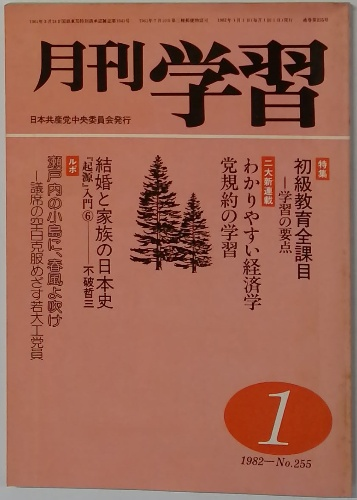 月刊学習
日本共産党中央委員会発行
特集
初級教育全課目
―学習の要点
二大新連載
わかりやすい経済学
党規約の学習
結婚と家族の日本史
『起源』入門⑥―不破哲三
ルポ
瀬戸内の小島に、春風よ吹け
―議席の空白克服めざす若大工党員
1
1982—No.255